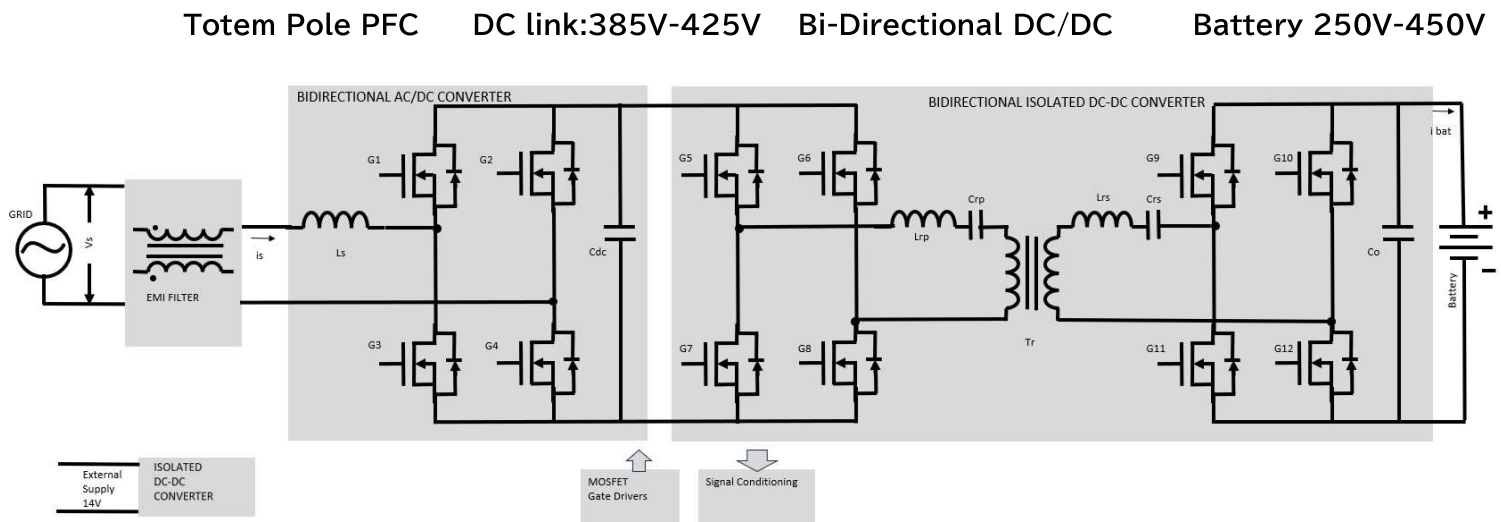 Totem Pole PFC
DC link:385V-425V
Bi-Directional DC/DC
Battery 250V-450V
BIDIRECTIONAL AC/DC CONVERTER
BIDIRECTIONAL ISOLATED DC-DC CONVERTER
i bat
G1
G2
G5
G6
G9
G10
GRID
Vs
is
Ls
Cdc
Lrp
Crp
Lrs
Crs
Co
+
−
Battery
EMI FILTER
Tr
G3
G4
G7
G8
G11
G12
External
Supply
14V
ISOLATED
DC-DC
CONVERTER
MOSFET
Gate Drivers
Signal Conditioning